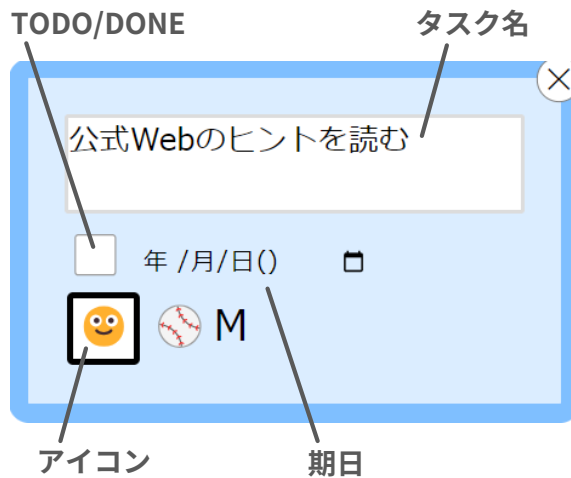 TODO/DONE
タスク名
公式Webのヒントを読む
年 /月/日()
M
アイコン
期日